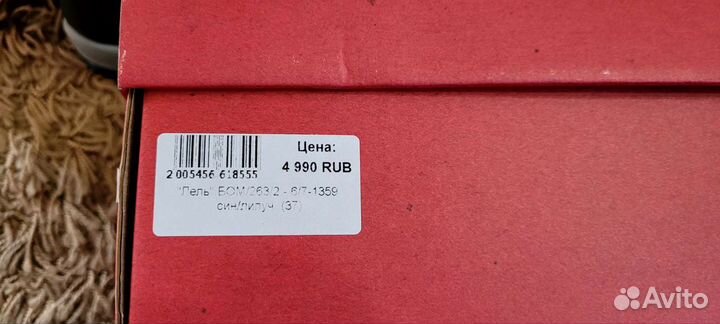 Цена:
4 990 RUB
2 005456 618555
"Лель" БОМ/263/2 - 6/7-1359
син/липуч. (37)
Avito